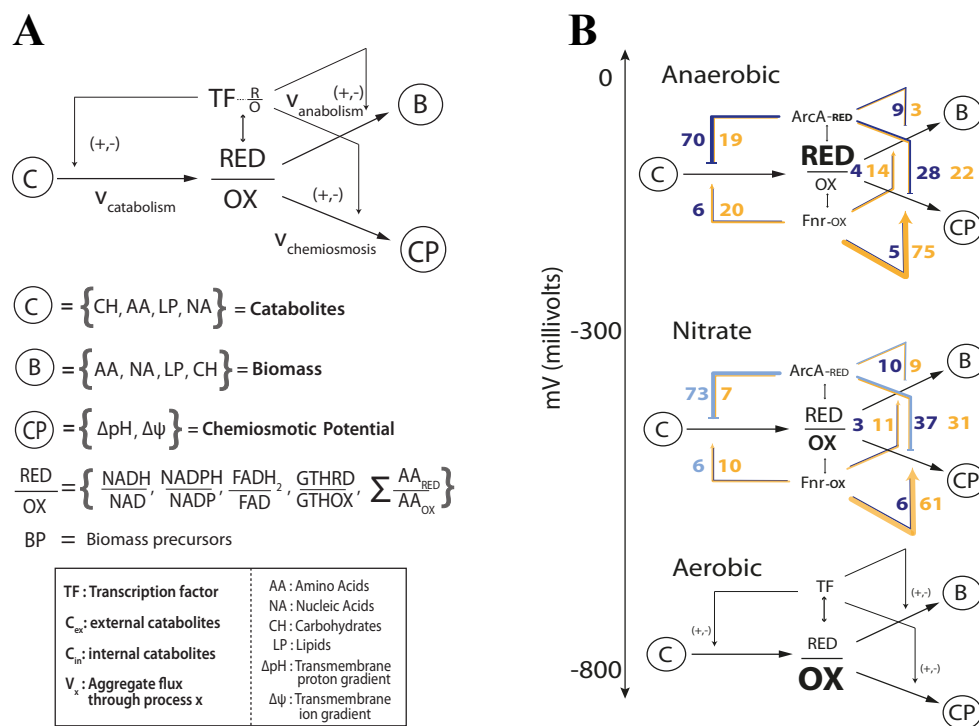 A
TF
R
O
v anabolism
(+,-)
B
(+,-)
RED
OX
C
v catabolism
(+,-)
v chemiosmosis
CP
C = { CH, AA, LP, NA } = Catabolites
B = { AA, NA, LP, CH } = Biomass
CP = { ΔpH, Δψ } = Chemiosmotic Potential
RED/OX = { NADH/NAD, NADPH/NADP, FADH₂/FAD, GTHRD/GTHOX, ∑ AA_RED/AA_OX }
BP = Biomass precursors
TF : Transcription factor
C_ex : external catabolites
C_in : internal catabolites
V_x : Aggregate flux
through process x
AA : Amino Acids
NA : Nucleic Acids
CH : Carbohydrates
LP : Lipids
ΔpH : Transmembrane
proton gradient
Δψ : Transmembrane
ion gradient
B
mV (millivolts)
0
-300
-800
Anaerobic
ArcA-RED
9 3
B
70 19
C
RED
OX
4 14
28 22
6 20
Fnr-OX
CP
5 75
Nitrate
ArcA-RED
10 9
B
73 7
C
RED
OX
3 11
37 31
6 10
Fnr-ox
CP
6 61
Aerobic
TF
(+,-)
B
(+,-)
C
RED
OX
(+,-)
CP